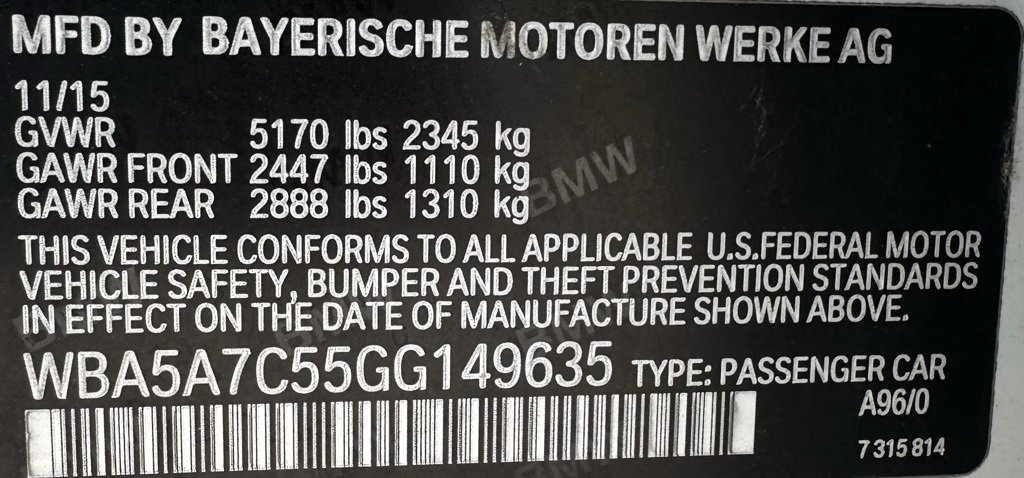 MFD BY BAYERISCHE MOTOREN WERKE AG
11/15
GVWR 5170 lbs 2345 kg
GAWR FRONT 2447 lbs 1110 kg
GAWR REAR 2888 lbs 1310 kg
THIS VEHICLE CONFORMS TO ALL APPLICABLE U.S.FEDERAL MOTOR
VEHICLE SAFETY, BUMPER AND THEFT PREVENTION STANDARDS
IN EFFECT ON THE DATE OF MANUFACTURE SHOWN ABOVE.
WBA5A7C55GG149635 TYPE: PASSENGER CAR
A96/0
7 315 814
BMW